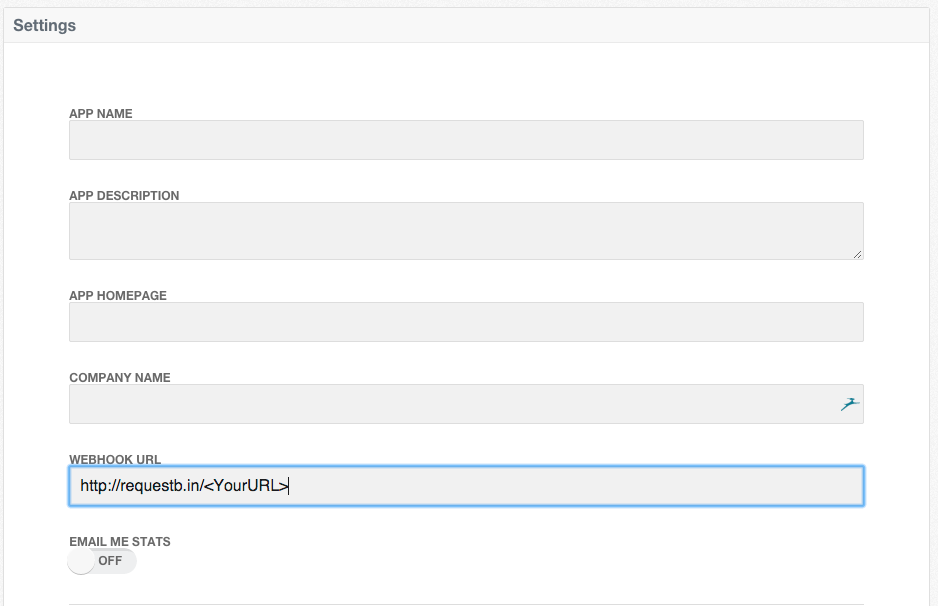 Settings
APP NAME
APP DESCRIPTION
APP HOMEPAGE
COMPANY NAME
WEBHOOK URL
http://requestb.in/<YourURL>
EMAIL ME STATS
OFF